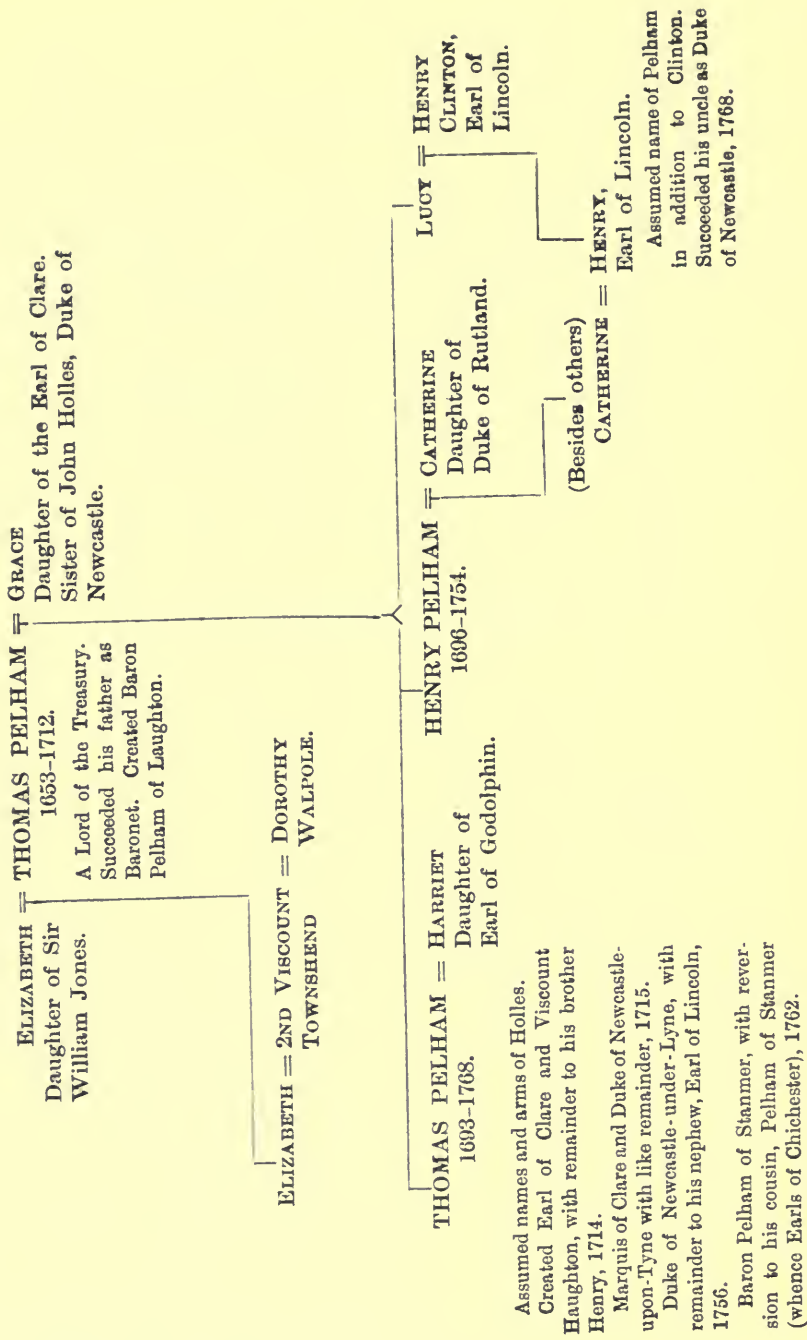 ELIZABETH = THOMAS PELHAM = GRACE
Daughter of Sir
William Jones.
1653–1712.
A Lord of the Treasury.
Succeeded his father as
Baronet. Created Baron
Pelham of Laughton.
Daughter of the Earl of Clare.
Sister of John Holles, Duke of
Newcastle.
ELIZABETH = 2ND VISCOUNT = DOROTHY
TOWNSHEND WALPOLE.
THOMAS PELHAM = HARRIET
1693–1768.
Daughter of
Earl of Godolphin.
Assumed names and arms of Holles.
Created Earl of Clare and Viscount
Haughton, with remainder to his brother
Henry, 1714.
Marquis of Clare and Duke of Newcastle-
upon-Tyne with like remainder, 1715.
Duke of Newcastle-under-Lyne, with
remainder to his nephew, Earl of Lincoln,
1756.
Baron Pelham of Stanmer, with rever-
sion to his cousin, Pelham of Stanmer
(whence Earls of Chichester), 1762.
HENRY PELHAM = CATHERINE
1696–1754.
Daughter of
Duke of Rutland.
LUCY = HENRY
CLINTON,
Earl of
Lincoln.
(Besides others)
CATHERINE = HENRY,
Earl of Lincoln.
Assumed name of Pelham
in addition to Clinton.
Succeeded his uncle as Duke
of Newcastle, 1768.